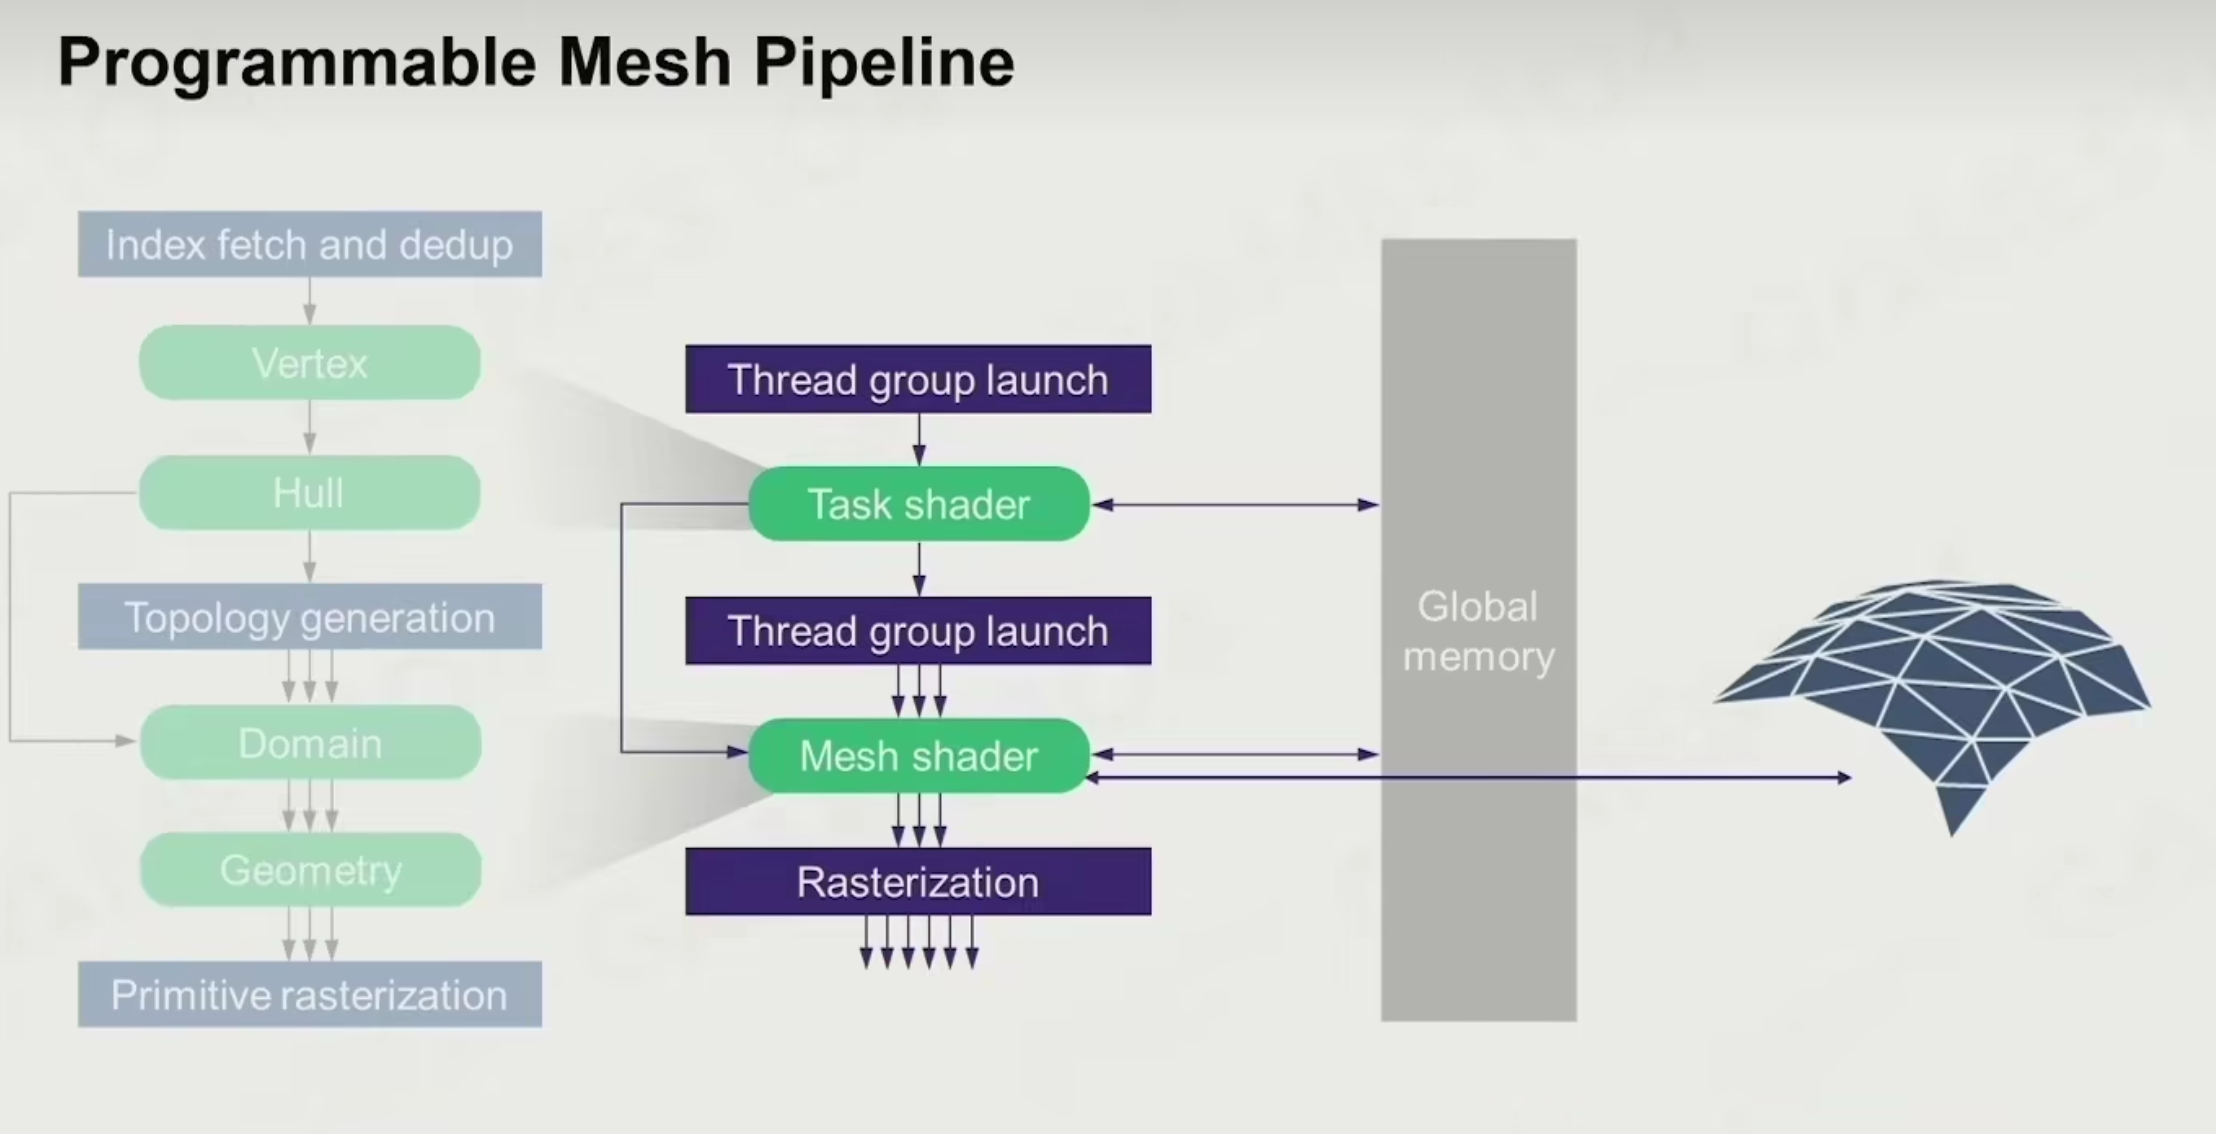 Programmable Mesh Pipeline
Index fetch and dedup
Vertex
Hull
Topology generation
Domain
Geometry
Primitive rasterization
Thread group launch
Task shader
Thread group launch
Mesh shader
Rasterization
Global
memory